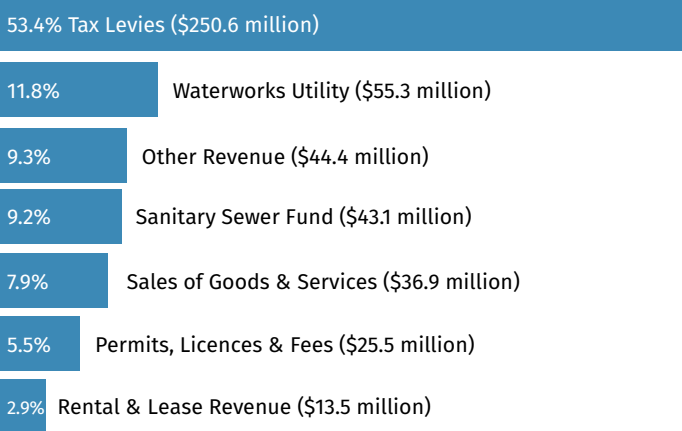 53.4% Tax Levies ($250.6 million)
11.8% Waterworks Utility ($55.3 million)
9.3% Other Revenue ($44.4 million)
9.2% Sanitary Sewer Fund ($43.1 million)
7.9% Sales of Goods & Services ($36.9 million)
5.5% Permits, Licences & Fees ($25.5 million)
2.9% Rental & Lease Revenue ($13.5 million)